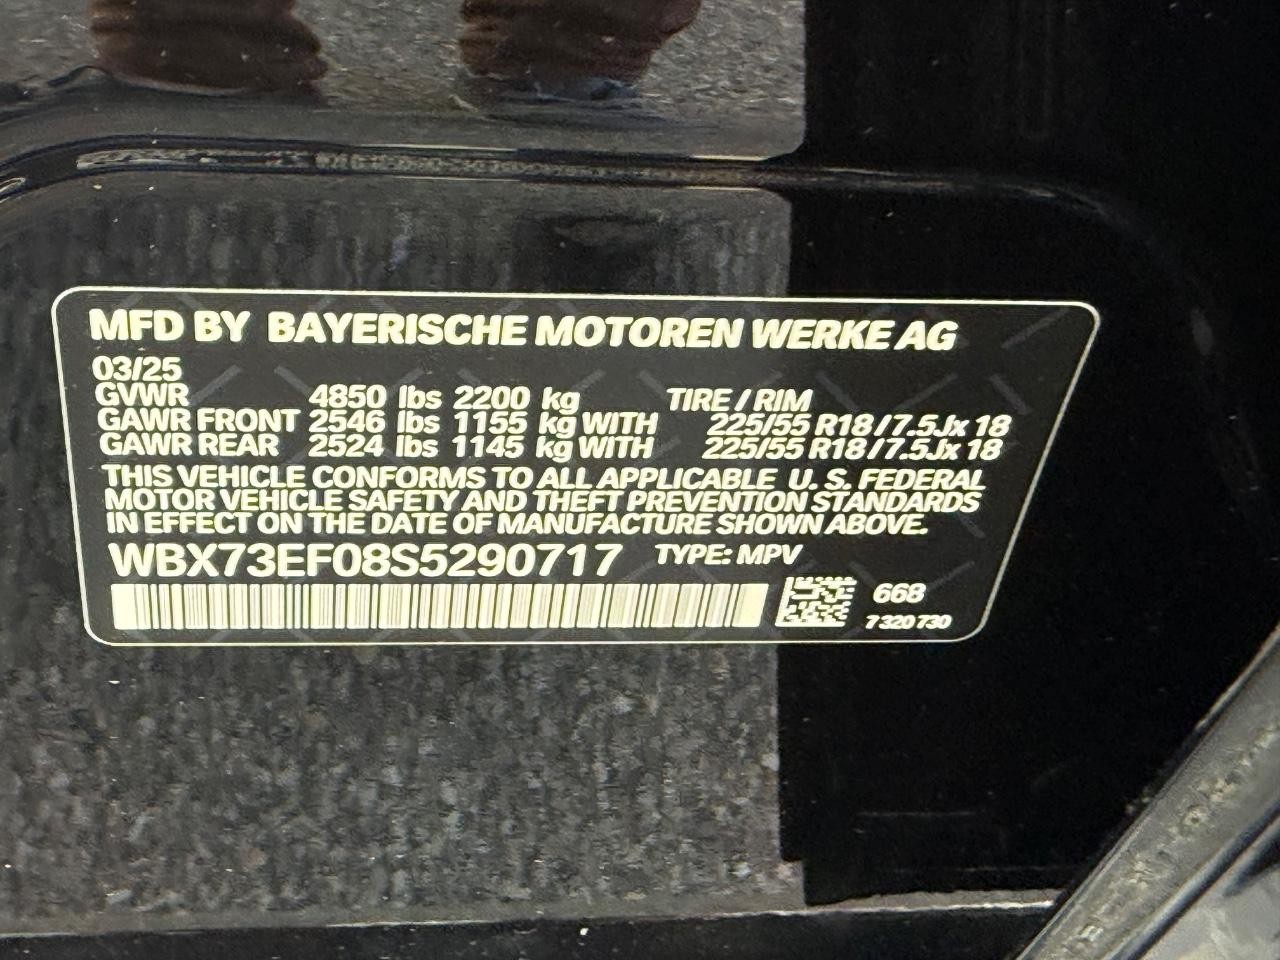 MFD BY BAYERISCHE MOTOREN WERKE AG
03/25
GVWR 4850 lbs 2200 kg TIRE / RIM
GAWR FRONT 2546 lbs 1155 kg WITH 225/55 R18 / 7.5Jx 18
GAWR REAR 2524 lbs 1145 kg WITH 225/55 R18 / 7.5Jx 18
THIS VEHICLE CONFORMS TO ALL APPLICABLE U. S. FEDERAL
MOTOR VEHICLE SAFETY AND THEFT PREVENTION STANDARDS
IN EFFECT ON THE DATE OF MANUFACTURE SHOWN ABOVE.
WBX73EF08S5290717 TYPE: MPV
668
7 320 730